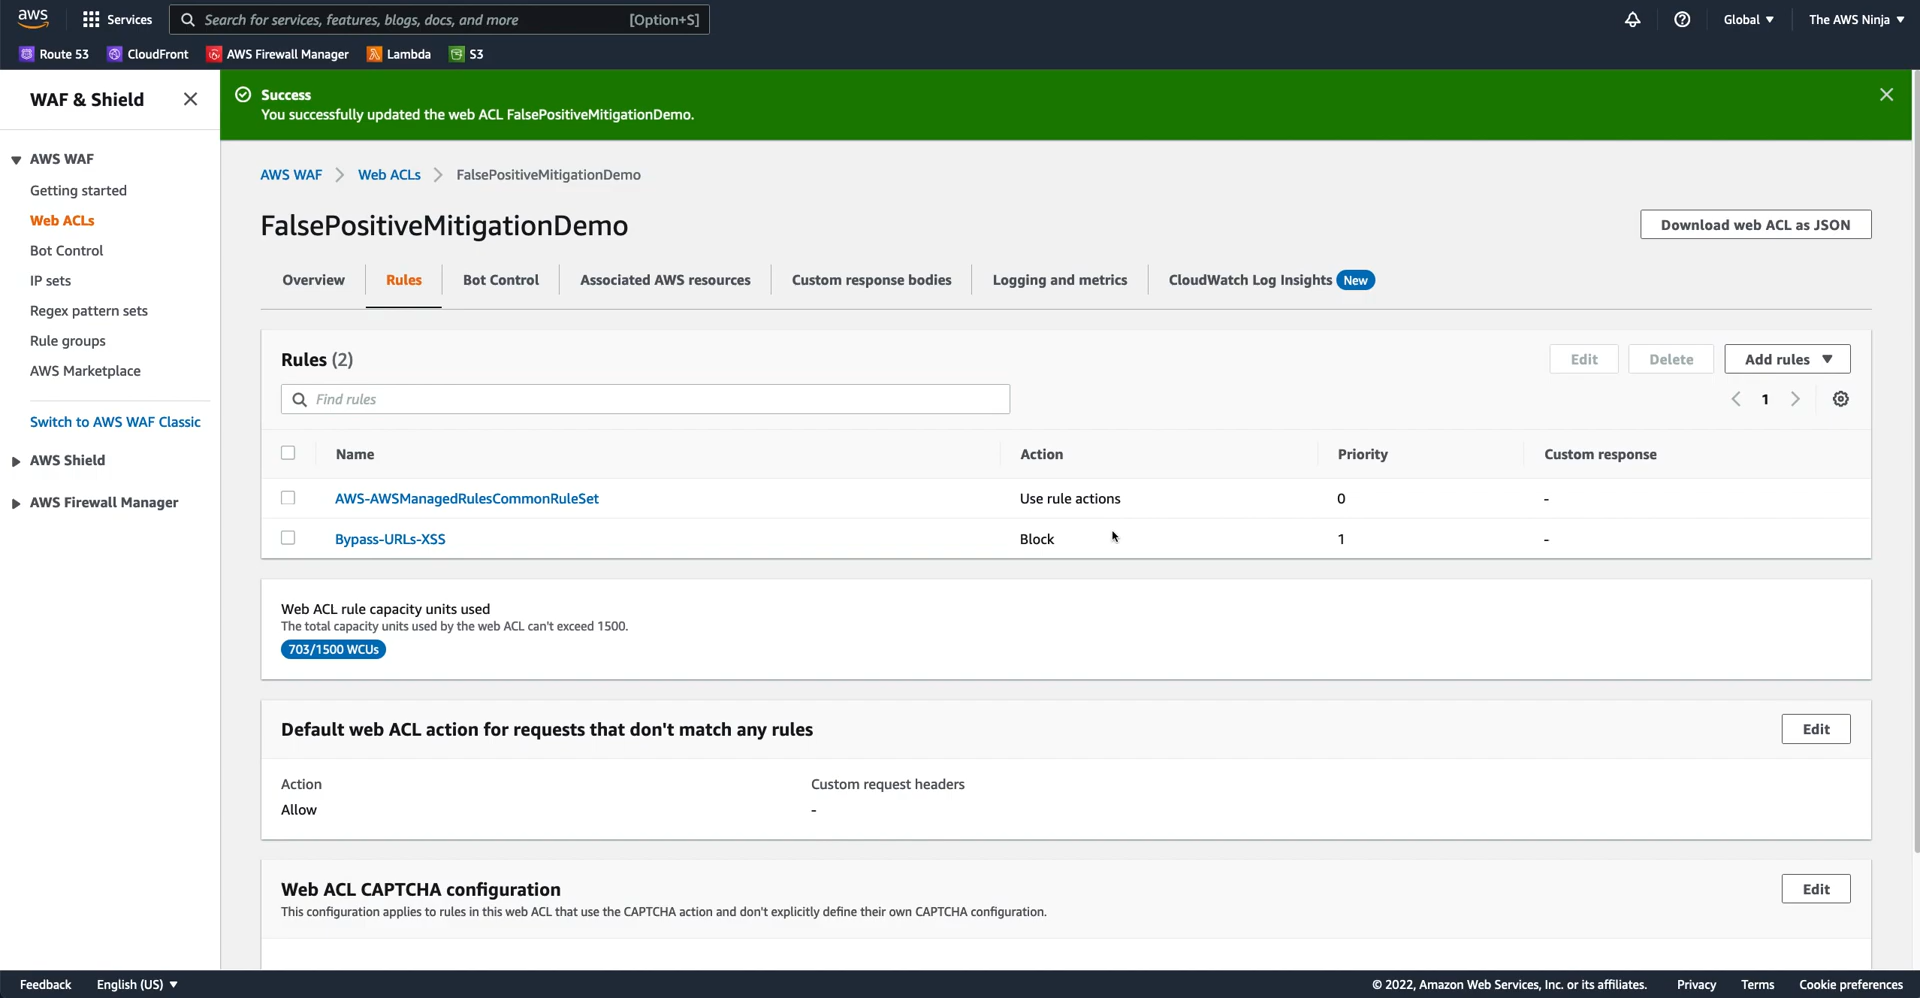 aws
Services
Search for services, features, blogs, docs, and more
[Option+S]
Global ▼
The AWS Ninja ▼
Route 53
CloudFront
AWS Firewall Manager
Lambda
S3
WAF & Shield
AWS WAF
Getting started
Web ACLs
Bot Control
IP sets
Regex pattern sets
Rule groups
AWS Marketplace
Switch to AWS WAF Classic
AWS Shield
AWS Firewall Manager
Success
You successfully updated the web ACL FalsePositiveMitigationDemo.
AWS WAF > Web ACLs > FalsePositiveMitigationDemo
FalsePositiveMitigationDemo
Download web ACL as JSON
Overview
Rules
Bot Control
Associated AWS resources
Custom response bodies
Logging and metrics
CloudWatch Log Insights New
Rules (2)
Edit
Delete
Add rules ▼
Find rules
< 1 >
Name Action Priority Custom response
AWS-AWSManagedRulesCommonRuleSet Use rule actions 0 -
Bypass-URLs-XSS Block 1 -
Web ACL rule capacity units used
The total capacity units used by the web ACL can't exceed 1500.
703/1500 WCUs
Default web ACL action for requests that don't match any rules
Edit
Action Custom request headers
Allow -
Web ACL CAPTCHA configuration
Edit
This configuration applies to rules in this web ACL that use the CAPTCHA action and don't explicitly define their own CAPTCHA configuration.
Feedback English (US) ▼
© 2022, Amazon Web Services, Inc. or its affiliates. Privacy Terms Cookie preferences